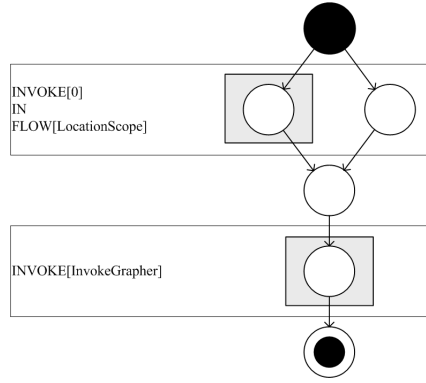 INVOKE[0]
IN
FLOW[LocationScope]
INVOKE[InvokeGrapher]